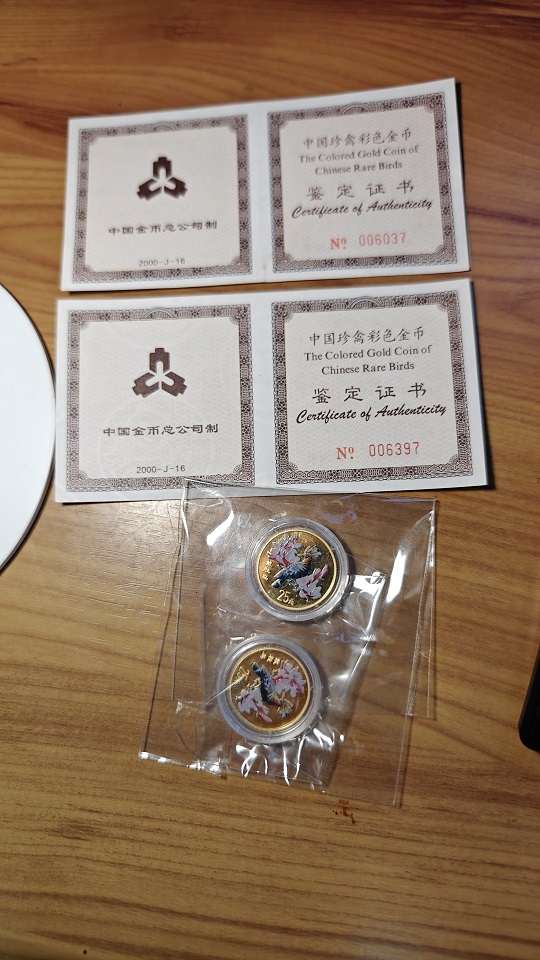 中国金币总公司制
2000-J-16
中国珍禽彩色金币
The Colored Gold Coin of
Chinese Rare Birds
鉴定证书
Certificate of Authenticity
Nº 006037
中国金币总公司制
2000-J-16
中国珍禽彩色金币
The Colored Gold Coin of
Chinese Rare Birds
鉴定证书
Certificate of Authenticity
Nº 006397
25元